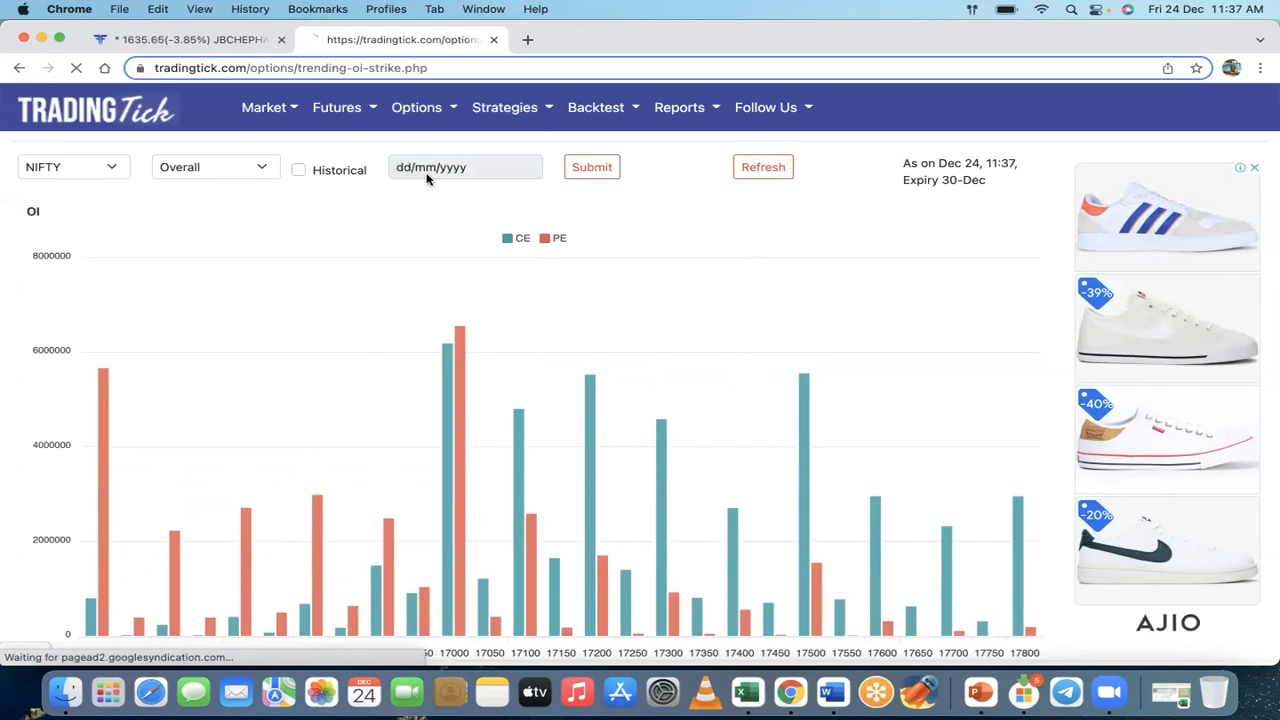 Chrome File Edit View History Bookmarks Profiles Tab Window Help Fri 24 Dec 11:37 AM
* 1635.65(-3.85%) JBCHEPHA https://tradingtick.com/option
tradingtick.com/options/trending-oi-strike.php
TRADINGTick Market Futures Options Strategies Backtest Reports Follow Us
NIFTY Overall Historical dd/mm/yyyy Submit Refresh As on Dec 24, 11:37,
Expiry 30-Dec
OI
CE PE
8000000
6000000
4000000
2000000
0
17000 17050 17100 17150 17200 17250 17300 17350 17400 17450 17500 17550 17600 17650 17700 17750 17800
-39%
-40%
-20%
AJIO
Waiting for pagead2.googlesyndication.com...
DEC
24
tv
5